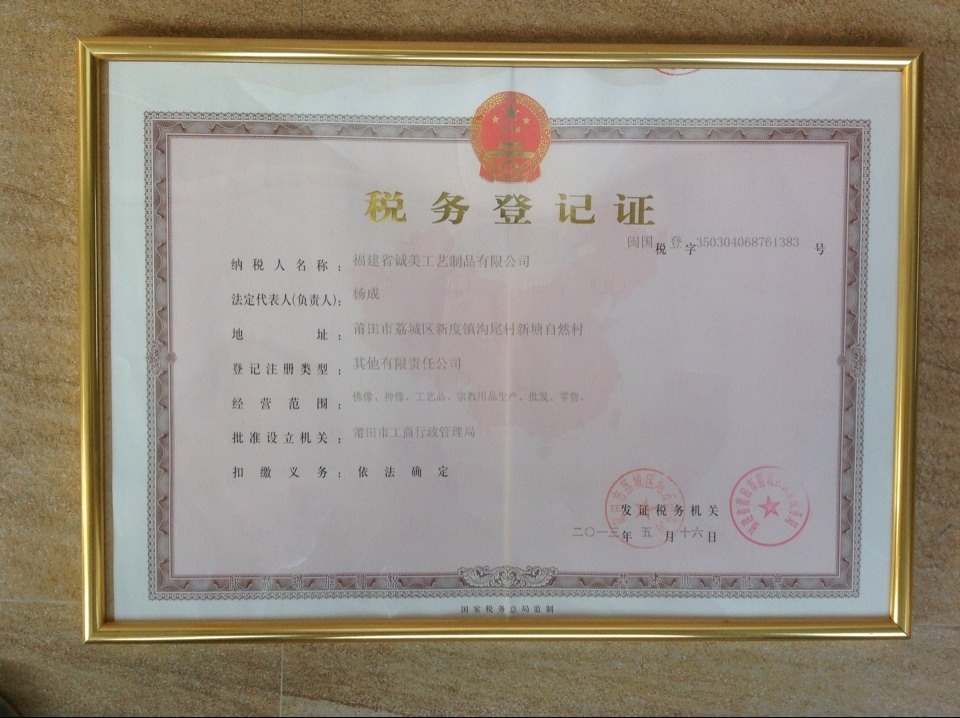 税务登记证
闽国税 登字350304068761383号
纳税人名称：福建省诚美工艺制品有限公司
法定代表人(负责人)：杨成
地址：莆田市荔城区新度镇沟尾村新塘自然村
登记注册类型：其他有限责任公司
经营范围：佛像、神像、工艺品、宗教用品生产、批发、零售。
批准设立机关：莆田市工商行政管理局
扣缴义务：依法确定
发证税务机关
二〇一三年五月十六日
国家税务总局监制